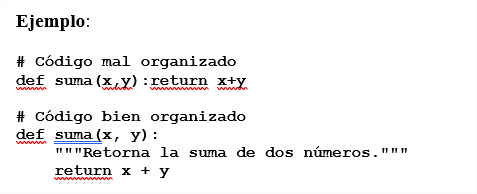 Ejemplo:
# Código mal organizado
def suma(x,y):return x+y
# Código bien organizado
def suma(x, y):
    """Retorna la suma de dos números."""
    return x + y